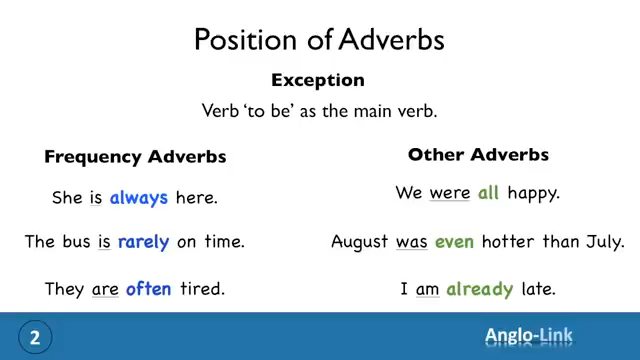 Position of Adverbs
Exception
Verb ‘to be’ as the main verb.
Frequency Adverbs
She is always here.
The bus is rarely on time.
They are often tired.
Other Adverbs
We were all happy.
August was even hotter than July.
I am already late.
2
Anglo-Link